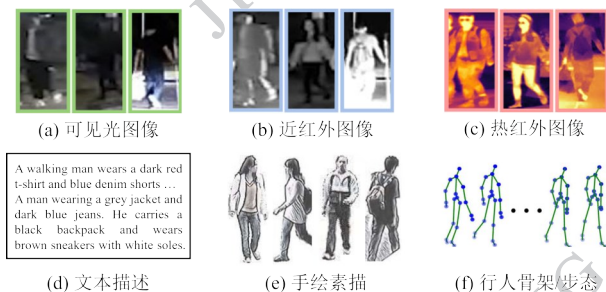 (a) 可见光图像
(b) 近红外图像
(c) 热红外图像
A walking man wears a dark red
t-shirt and blue denim shorts …
A man wearing a grey jacket and
dark blue jeans. He carries a
black backpack and wears
brown sneakers with white soles.
(d) 文本描述
(e) 手绘素描
(f) 行人骨架/步态